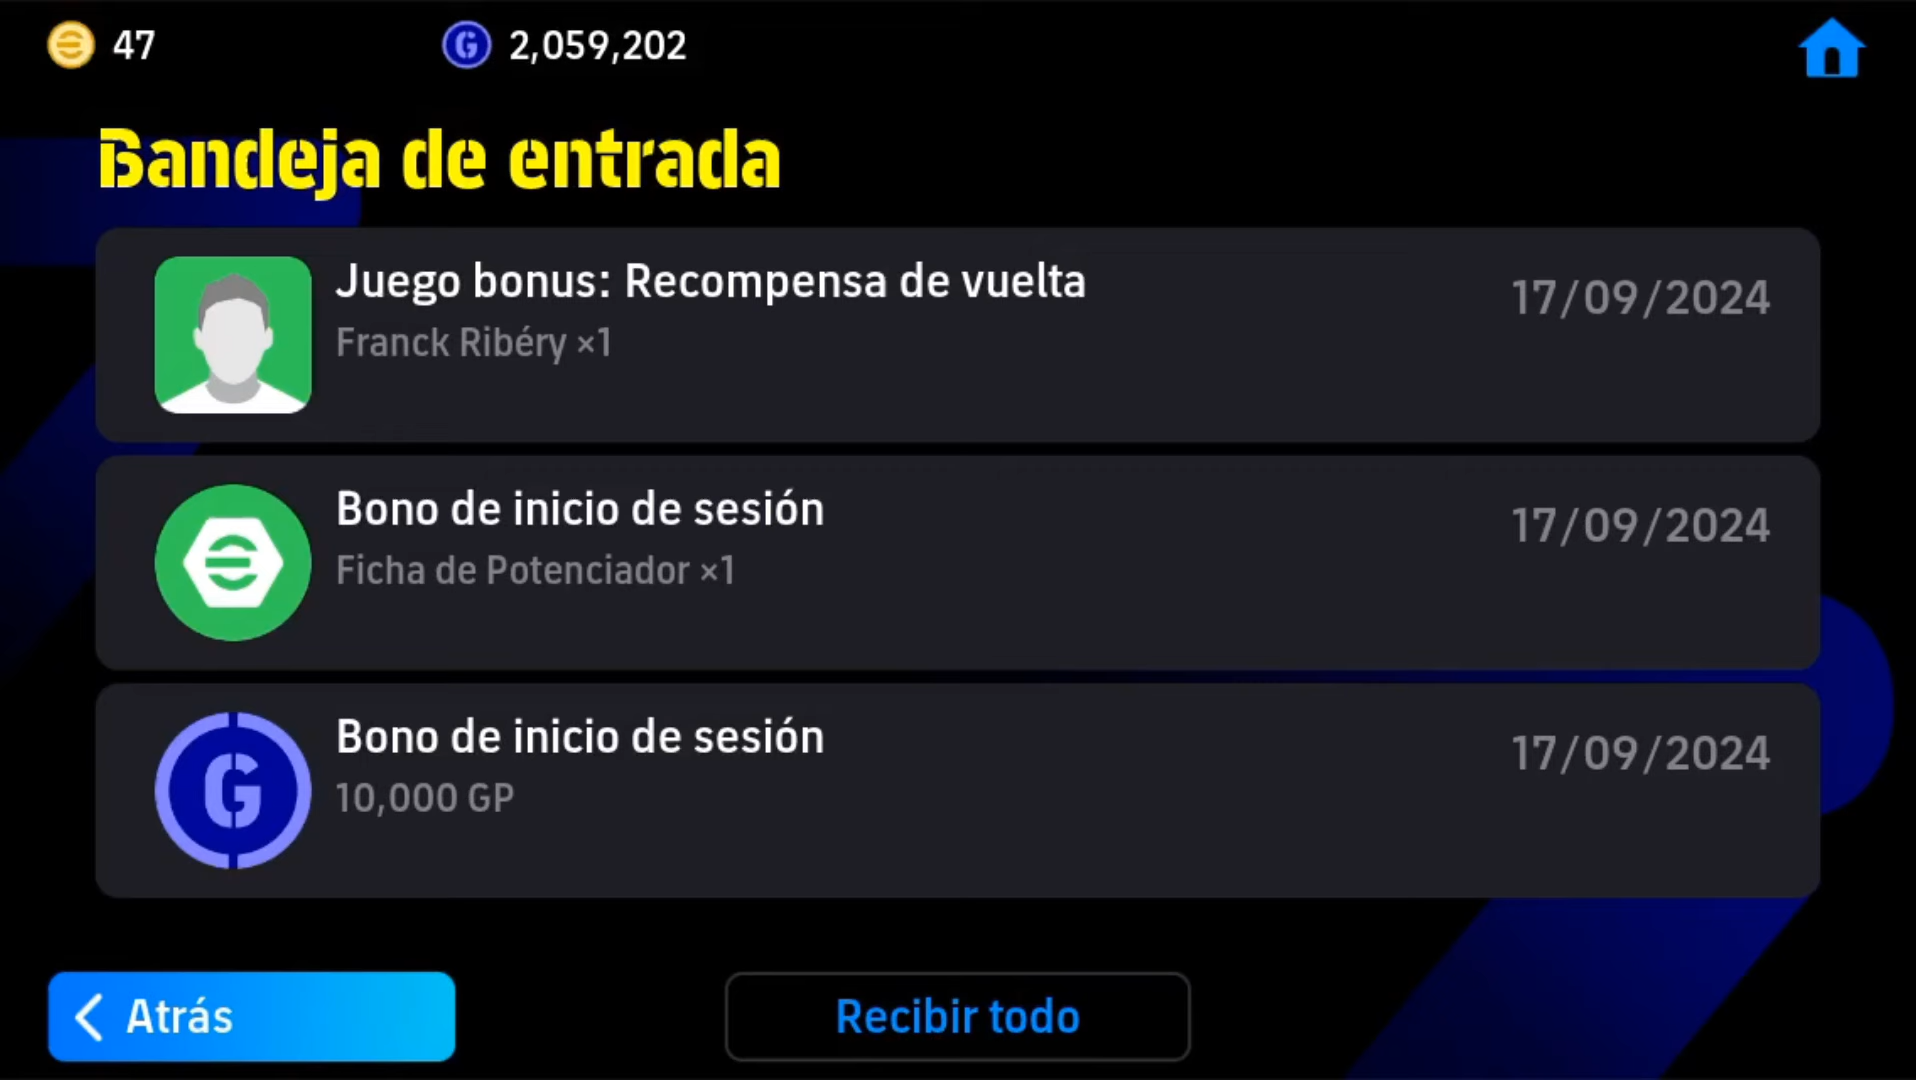 47
2,059,202
Bandeja de entrada
Juego bonus: Recompensa de vuelta
17/09/2024
Franck Ribéry ×1
Bono de inicio de sesión
17/09/2024
Ficha de Potenciador ×1
Bono de inicio de sesión
17/09/2024
10,000 GP
Atrás
Recibir todo